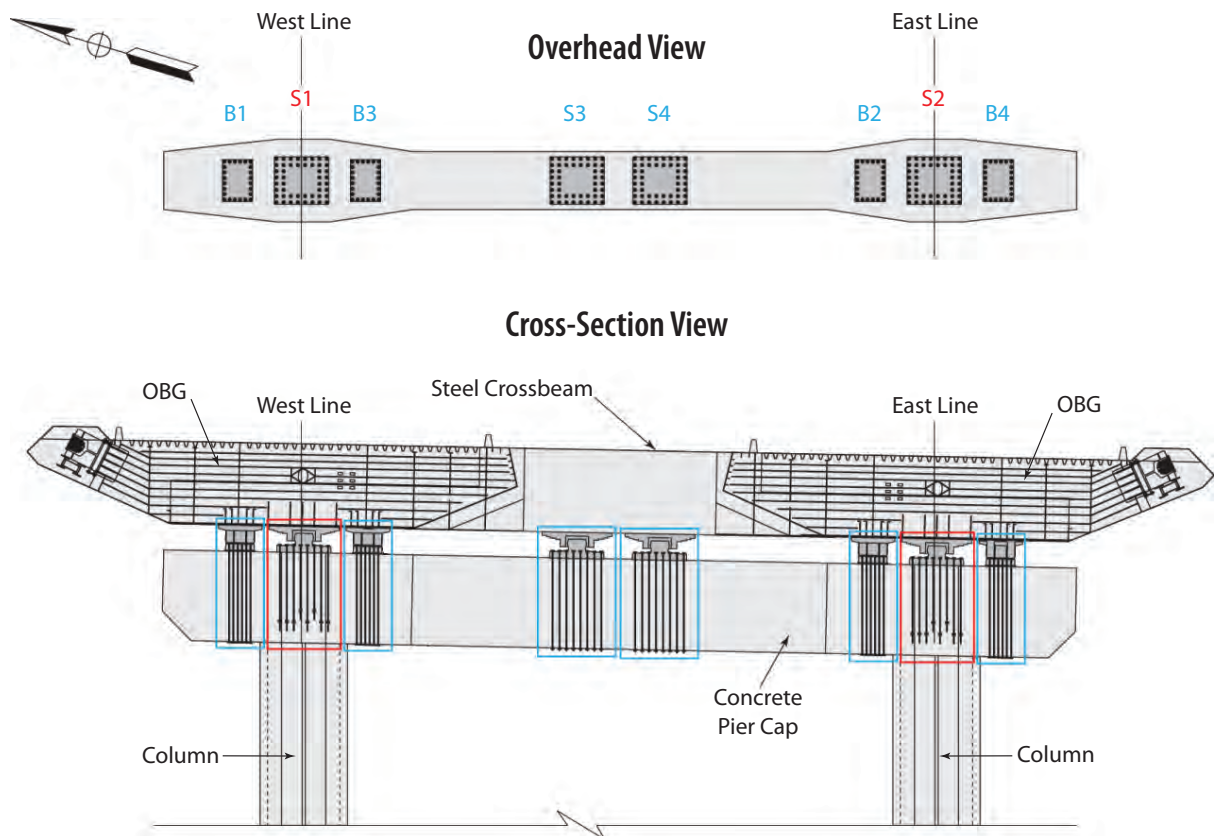 West Line
East Line
Overhead View
B1
S1
B3
S3
S4
B2
S2
B4
Cross-Section View
OBG
West Line
Steel Crossbeam
East Line
OBG
Concrete
Pier Cap
Column
Column